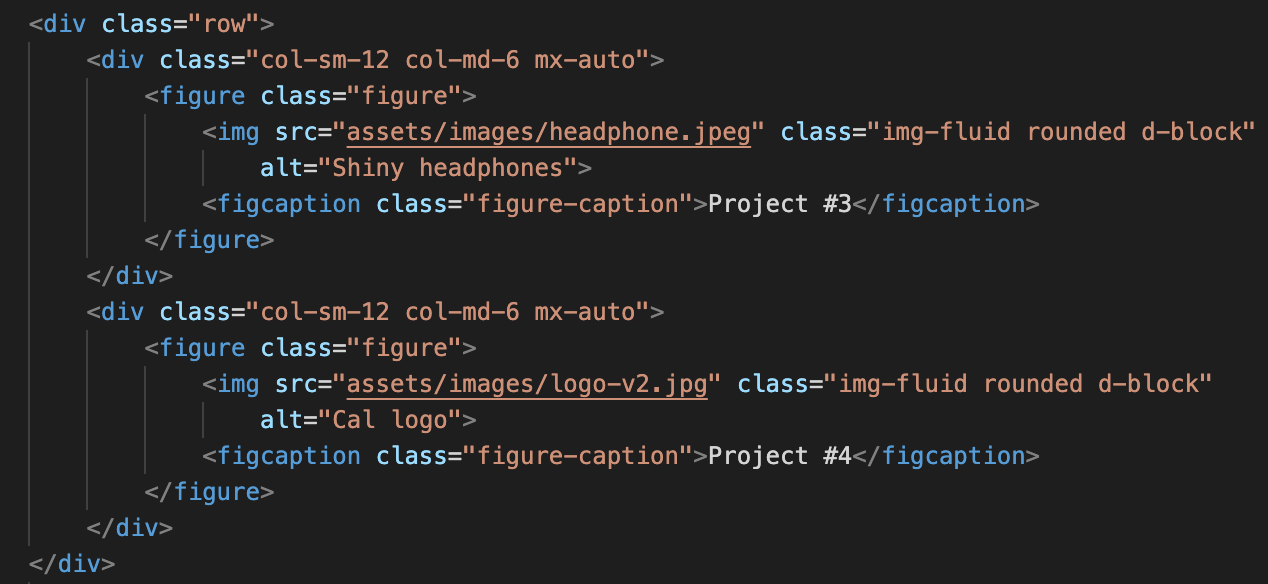 <div class="row">
    <div class="col-sm-12 col-md-6 mx-auto">
        <figure class="figure">
            <img src="assets/images/headphone.jpeg" class="img-fluid rounded d-block"
                alt="Shiny headphones">
            <figcaption class="figure-caption">Project #3</figcaption>
        </figure>
    </div>
    <div class="col-sm-12 col-md-6 mx-auto">
        <figure class="figure">
            <img src="assets/images/logo-v2.jpg" class="img-fluid rounded d-block"
                alt="Cal logo">
            <figcaption class="figure-caption">Project #4</figcaption>
        </figure>
    </div>
</div>